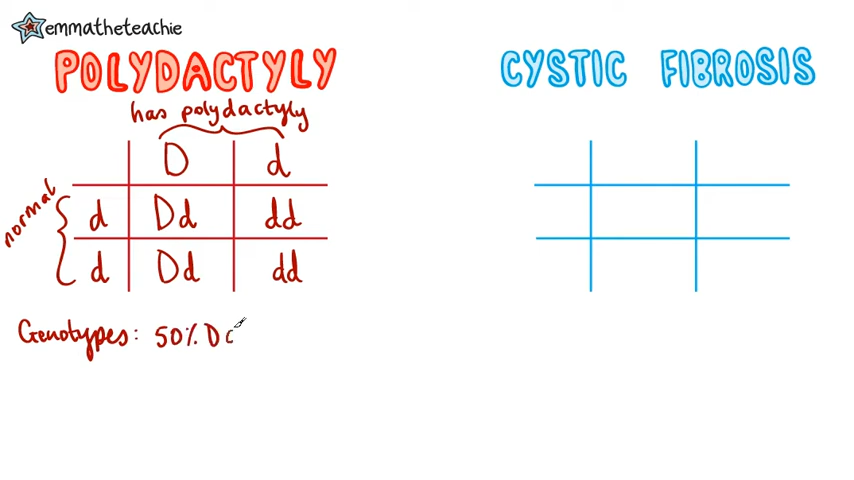 emmatheteachie
POLYDACTYLY
CYSTIC FIBROSIS
has polydactyly
D d
normal
d Dd dd
d Dd dd
Genotypes: 50% D